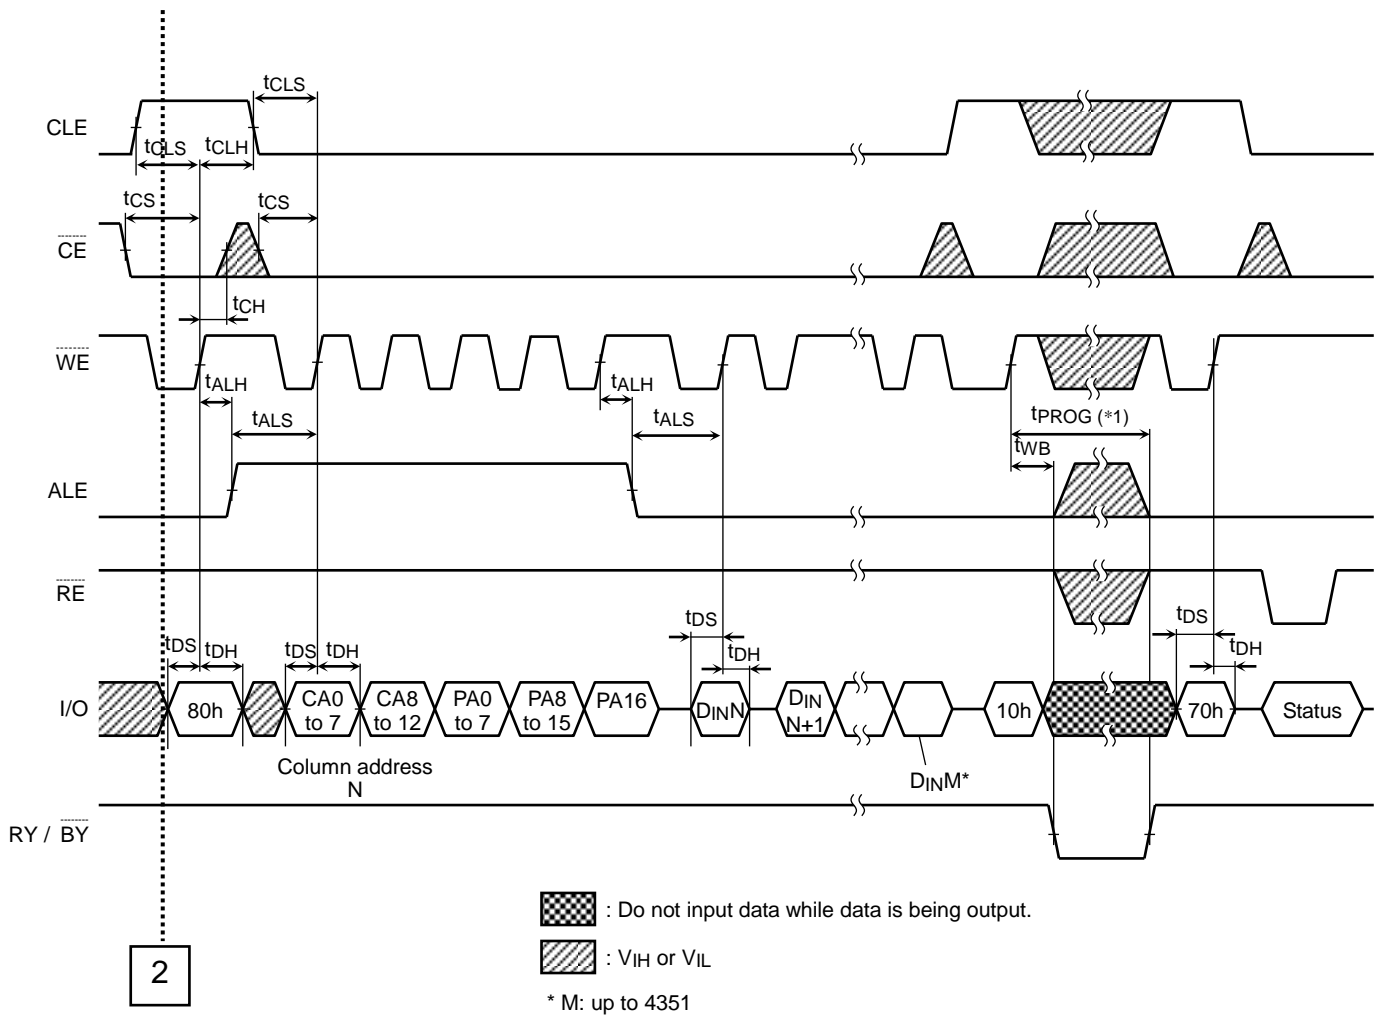 tCLS
CLE
tCLS tCLH
tCS tCS
CE
tCH
WE
tALH tALH
tALS tALS
tPROG (*1)
tWB
ALE
RE
tDS tDH tDS tDH tDS tDH tDS tDH
I/O
80h
CA0 to 7
CA8 to 12
PA0 to 7
PA8 to 15
PA16
DINN
DIN N+1
10h
70h
Status
Column address
N
DINM*
RY / BY
: Do not input data while data is being output.
: VIH or VIL
* M: up to 4351
2